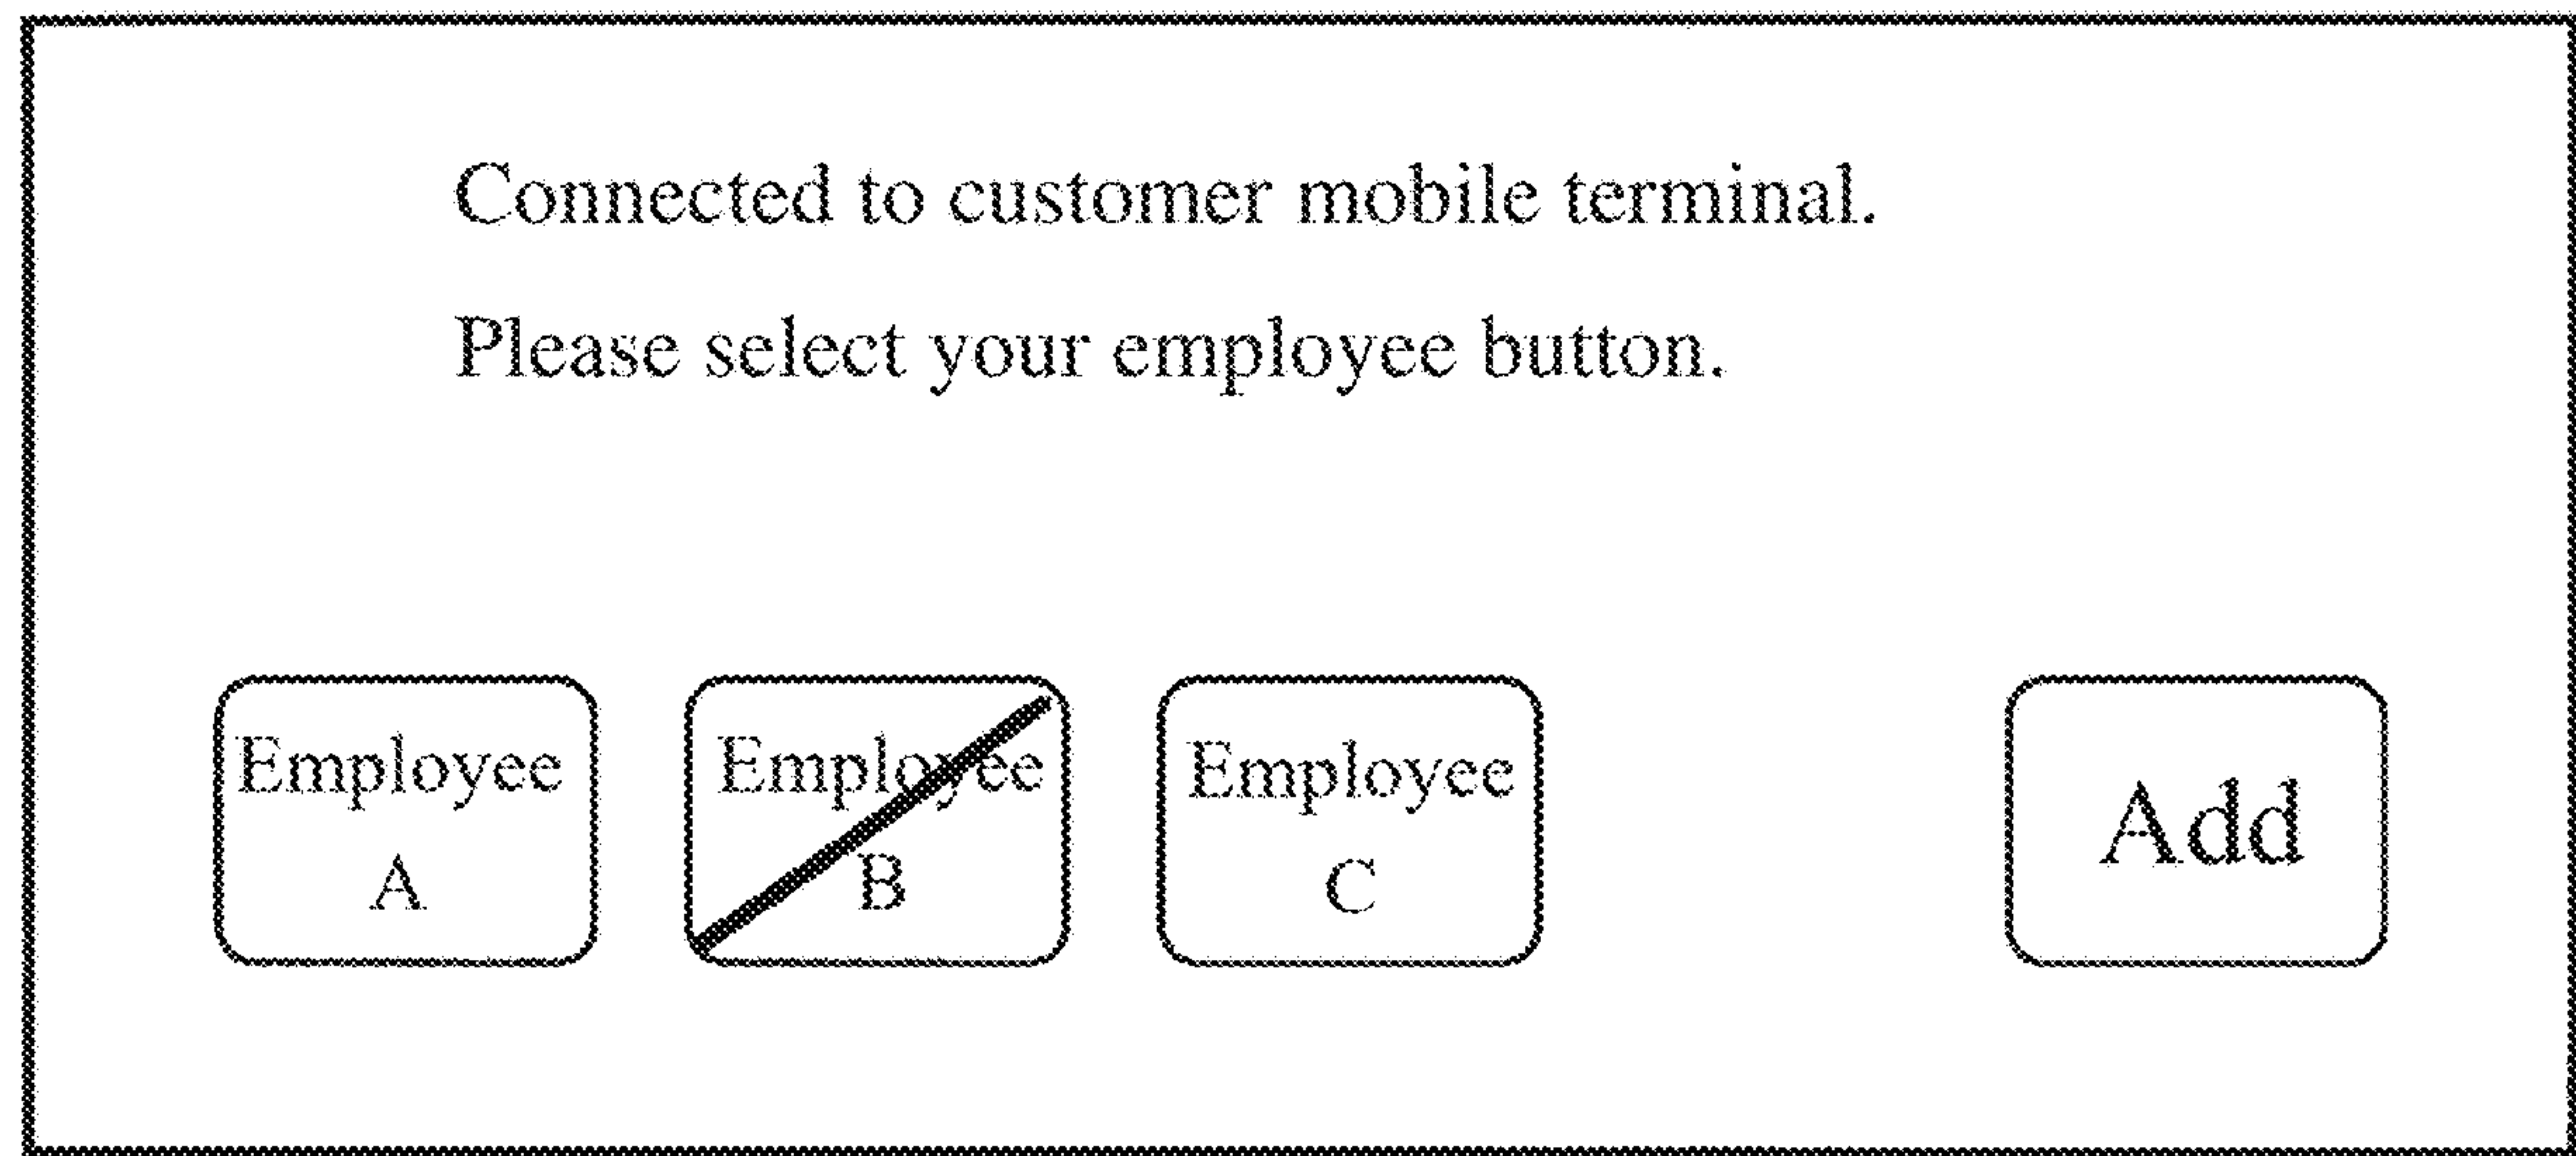 Connected to customer mobile terminal.
Please select your employee button.
Employee
A
Employee
B
Employee
C
Add